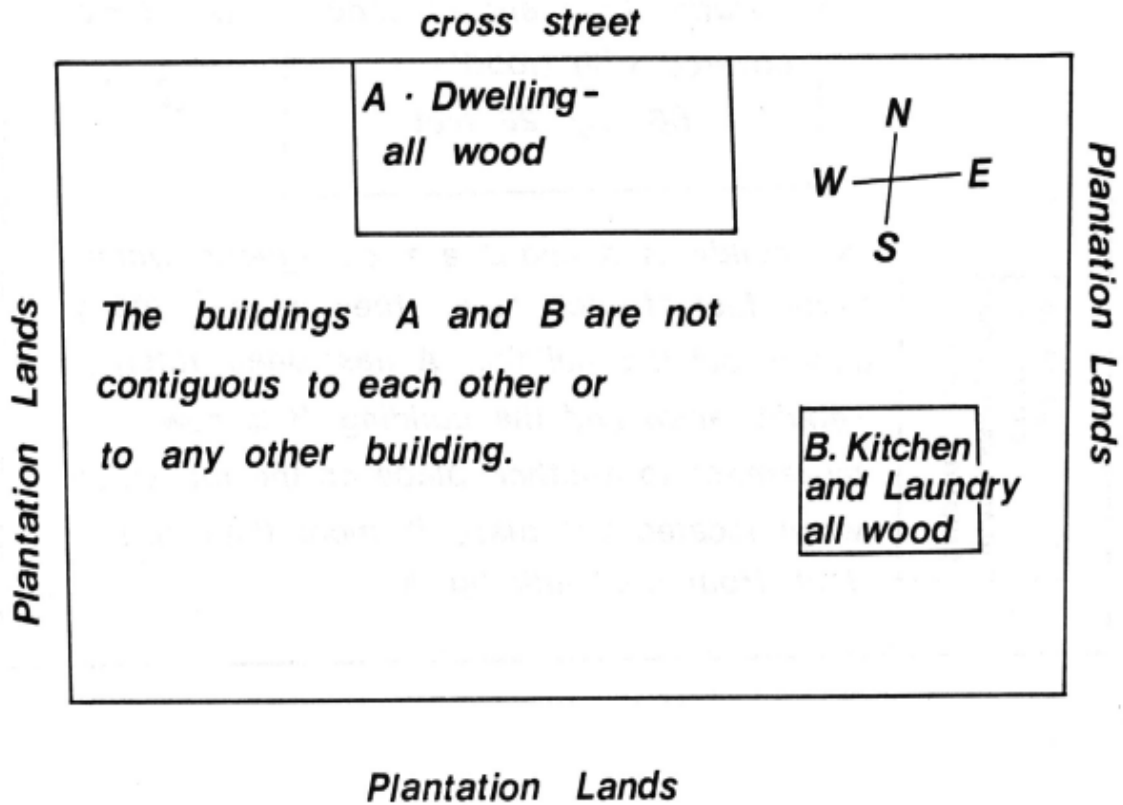 cross street
A · Dwelling-
all wood
N
W E
S
The buildings A and B are not
contiguous to each other or
to any other building.
B. Kitchen
and Laundry
all wood
Plantation Lands
Plantation Lands
Plantation Lands